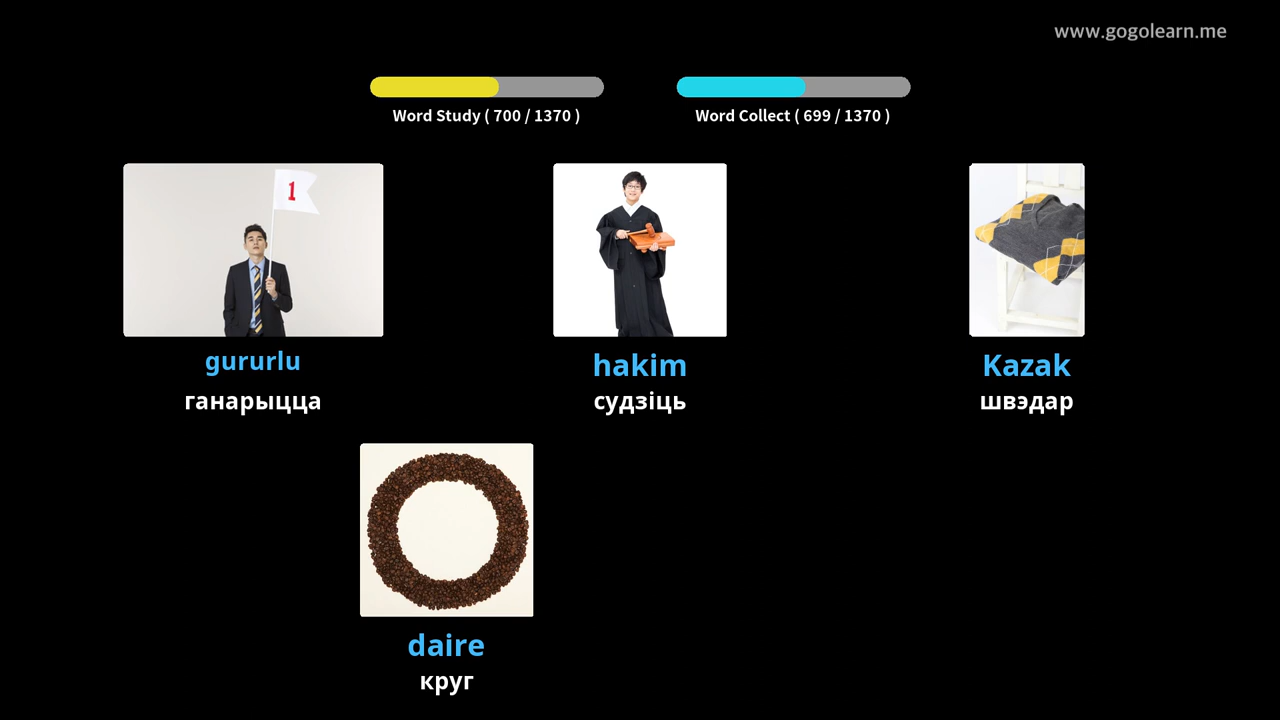 www.gogolearn.me
Word Study ( 700 / 1370 )
Word Collect ( 699 / 1370 )
1
gururlu
ганарыцца
hakim
судзіць
Kazak
швэдар
daire
круг